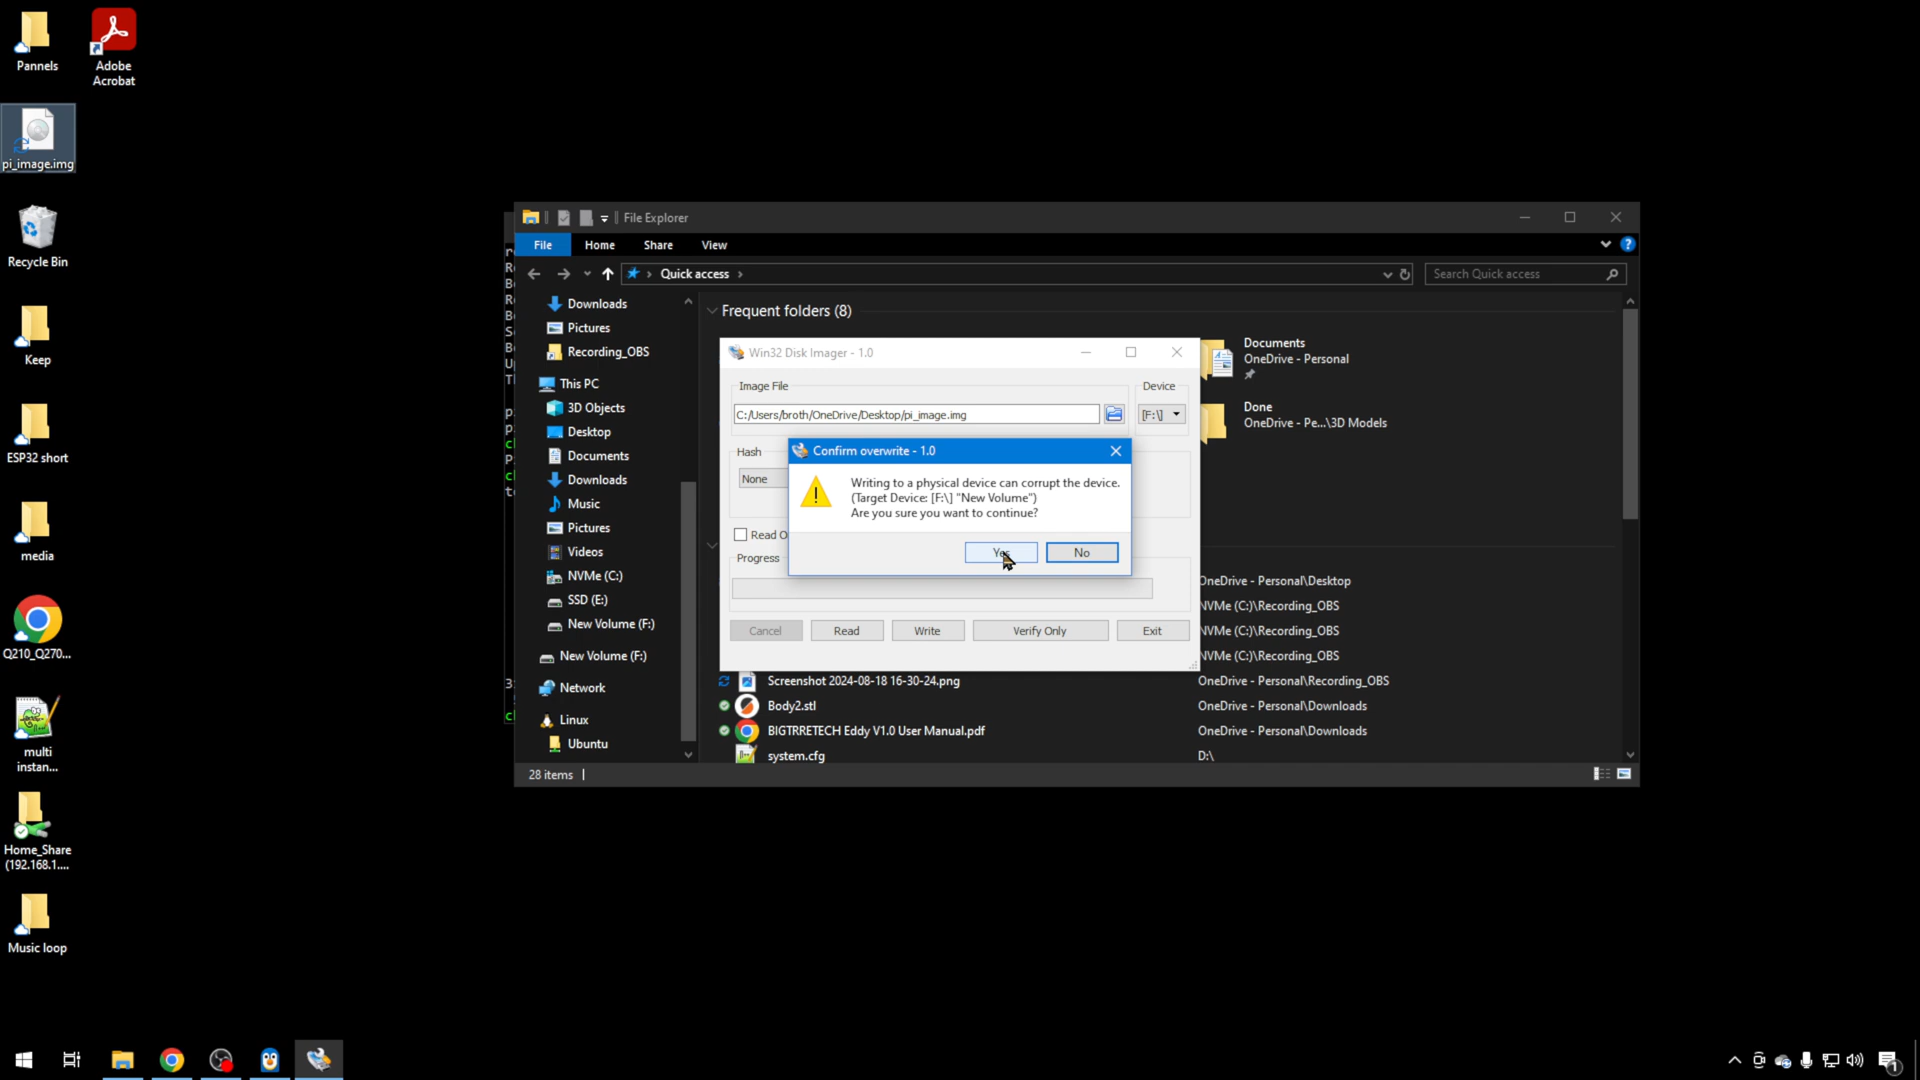 Pannels
Adobe
Acrobat
pi_image.img
Recycle Bin
Keep
ESP32 short
media
Q210_Q270...
multi
instan...
Home_Share
(192.168.1....
Music loop
File Explorer
File
Home
Share
View
Quick access
Search Quick access
Downloads
Pictures
Recording_OBS
This PC
3D Objects
Desktop
Documents
Downloads
Music
Pictures
Videos
NVMe (C:)
SSD (E:)
New Volume (F:)
New Volume (F:)
Network
Linux
Ubuntu
28 items
Frequent folders (8)
Documents
OneDrive - Personal
Done
OneDrive - Pe...\3D Models
Win32 Disk Imager - 1.0
Image File
Device
C:/Users/broth/OneDrive/Desktop/pi_image.img
[F:\]
Hash
None
Confirm overwrite - 1.0
Writing to a physical device can corrupt the device.
(Target Device: [F:\] "New Volume")
Are you sure you want to continue?
Yes
No
Read O
Progress
Cancel
Read
Write
Verify Only
Exit
OneDrive - Personal\Desktop
NVMe (C:)\Recording_OBS
NVMe (C:)\Recording_OBS
NVMe (C:)\Recording_OBS
Screenshot 2024-08-18 16-30-24.png
OneDrive - Personal\Recording_OBS
Body2.stl
OneDrive - Personal\Downloads
BIGTRRETECH Eddy V1.0 User Manual.pdf
OneDrive - Personal\Downloads
system.cfg
D:\
1